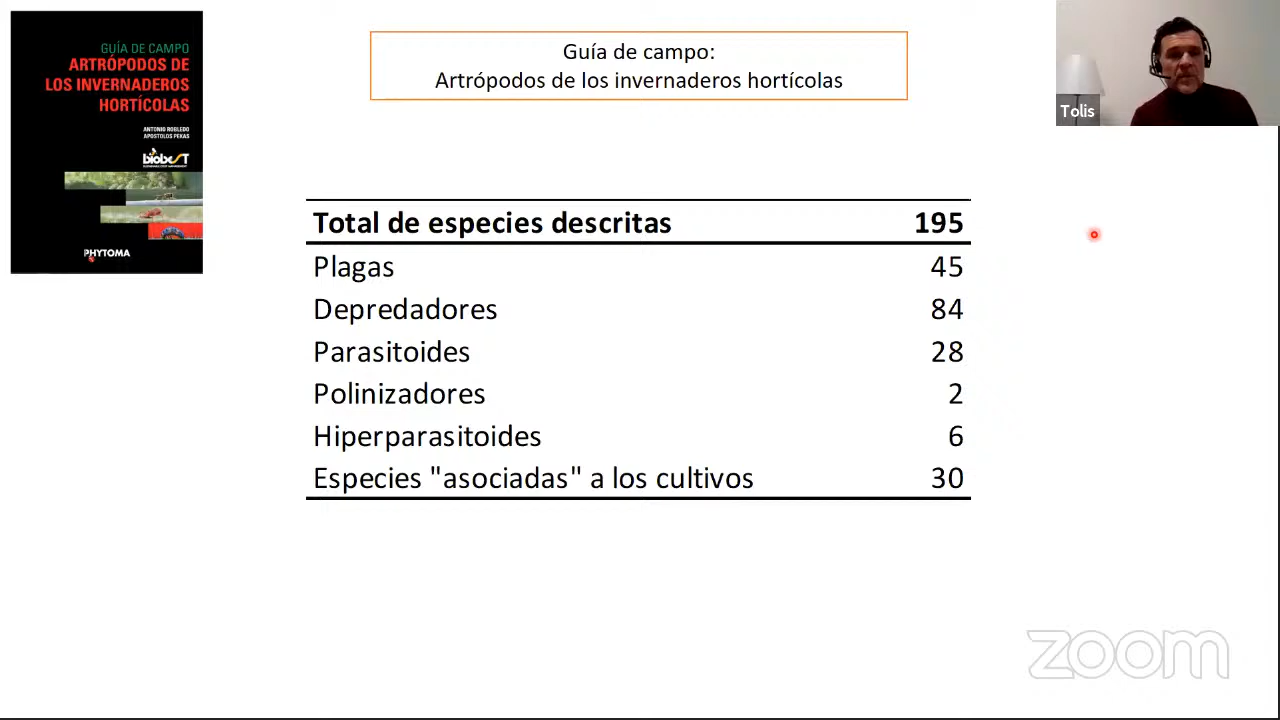 GUÍA DE CAMPO
ARTRÓPODOS DE
LOS INVERNADEROS
HORTÍCOLAS
ANTONIO ROBLEDO
APOSTOLOS PEKAS
biobesT
PHYTOMA
Guía de campo:
Artrópodos de los invernaderos hortícolas
Tolis
Total de especies descritas 195
Plagas 45
Depredadores 84
Parasitoides 28
Polinizadores 2
Hiperparasitoides 6
Especies "asociadas" a los cultivos 30
zoom